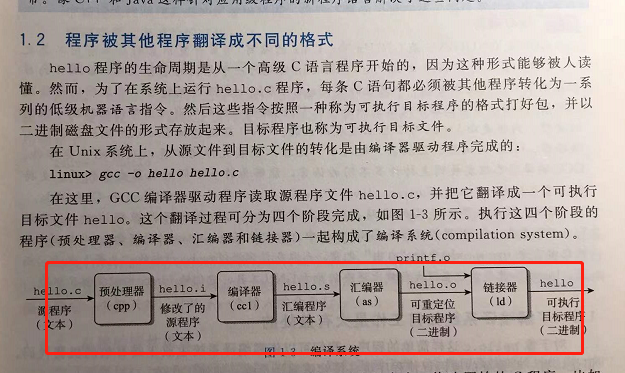 1.2 程序被其他程序翻译成不同的格式
hello 程序的生命周期是从一个高级 C 语言程序开始的，因为这种形式能够被人读
懂。然而，为了在系统上运行 hello.c 程序，每条 C 语句都必须被其他程序转化为一系
列的低级机器语言指令。然后这些指令按照一种称为可执行目标程序的格式打好包，并以
二进制磁盘文件的形式存放起来。目标程序也称为可执行目标文件。
在 Unix 系统上，从源文件到目标文件的转化是由编译器驱动程序完成的：
linux> gcc -o hello hello.c
在这里，GCC 编译器驱动程序读取源程序文件 hello.c，并把它翻译成一个可执行
目标文件 hello。这个翻译过程可分为四个阶段完成，如图 1-3 所示。执行这四个阶段的
程序(预处理器、编译器、汇编器和链接器)一起构成了编译系统(compilation system)。
printf.o
hello.c
源程序
(文本)
预处理器
(cpp)
hello.i
修改了的
源程序
(文本)
编译器
(cc1)
hello.s
汇编程序
(文本)
汇编器
(as)
hello.o
可重定位
目标程序
(二进制)
链接器
(ld)
hello
可执行
目标程序
(二进制)
图 1-3 编译系统